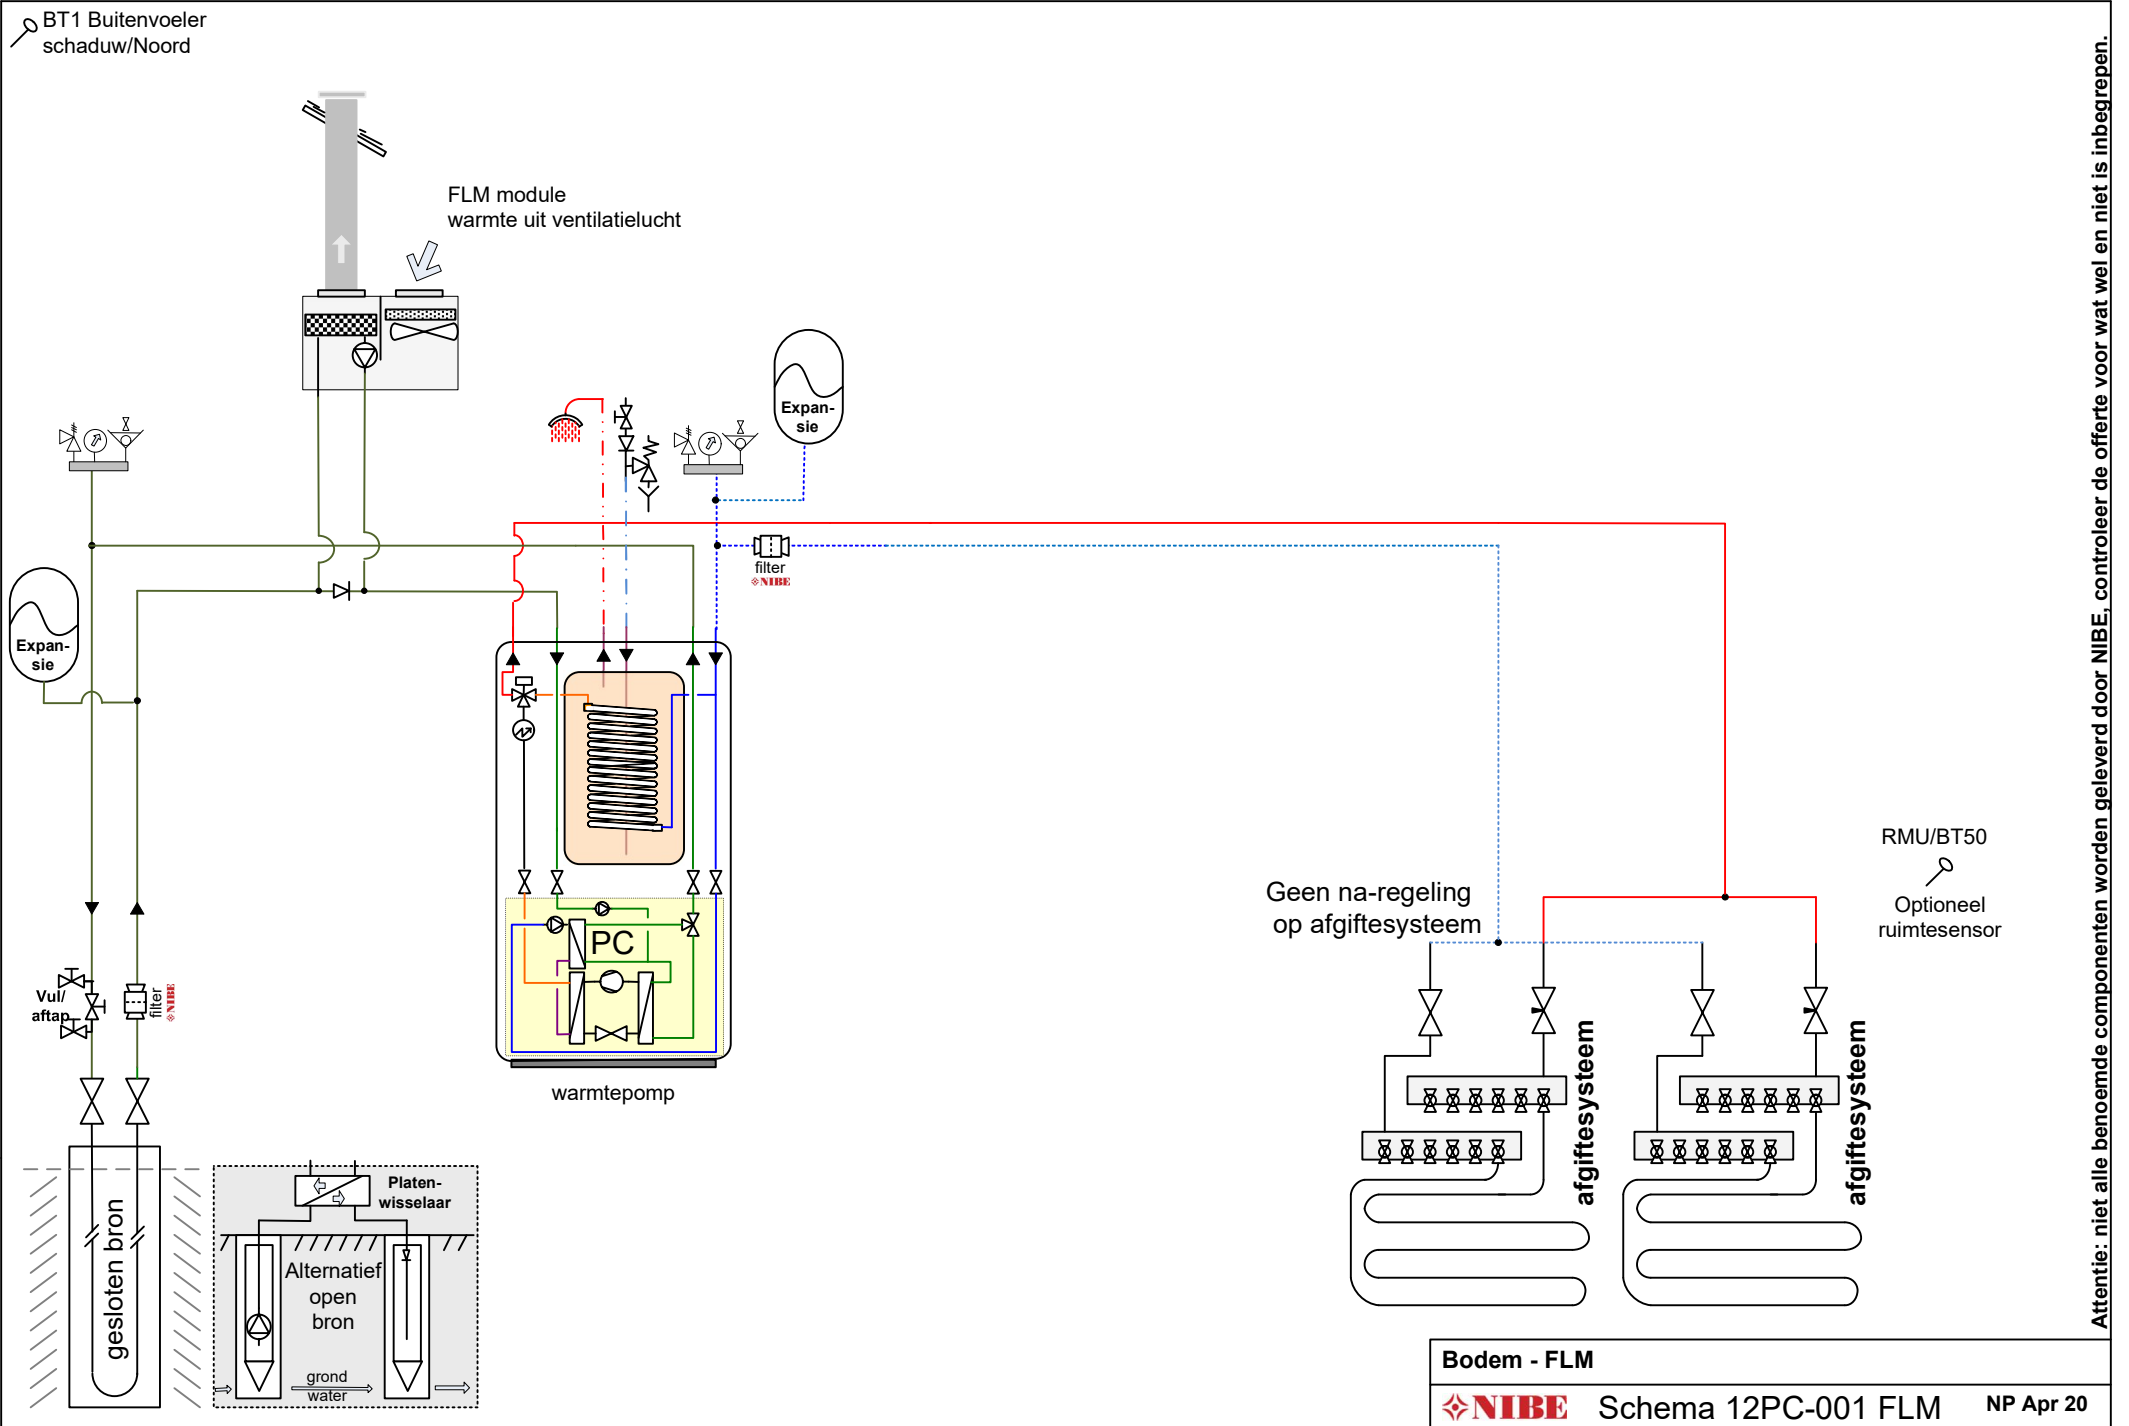 BT1 Buitenvoeler
schaduw/Noord
FLM module
warmte uit ventilatielucht
Expan-
sie
filter
NIBE
Expan-
sie
PC
warmtepomp
Vul/
aftap
filter
NIBE
gesloten bron
Platen-
wisselaar
Alternatief
open
bron
grond
water
Geen na-regeling
op afgiftesysteem
RMU/BT50
Optioneel
ruimtesensor
afgiftesysteem
afgiftesysteem
Attentie: niet alle benoemde componenten worden geleverd door NIBE, controleer de offerte voor wat wel en niet is inbegrepen.
Bodem - FLM
NIBE Schema 12PC-001 FLM NP Apr 20